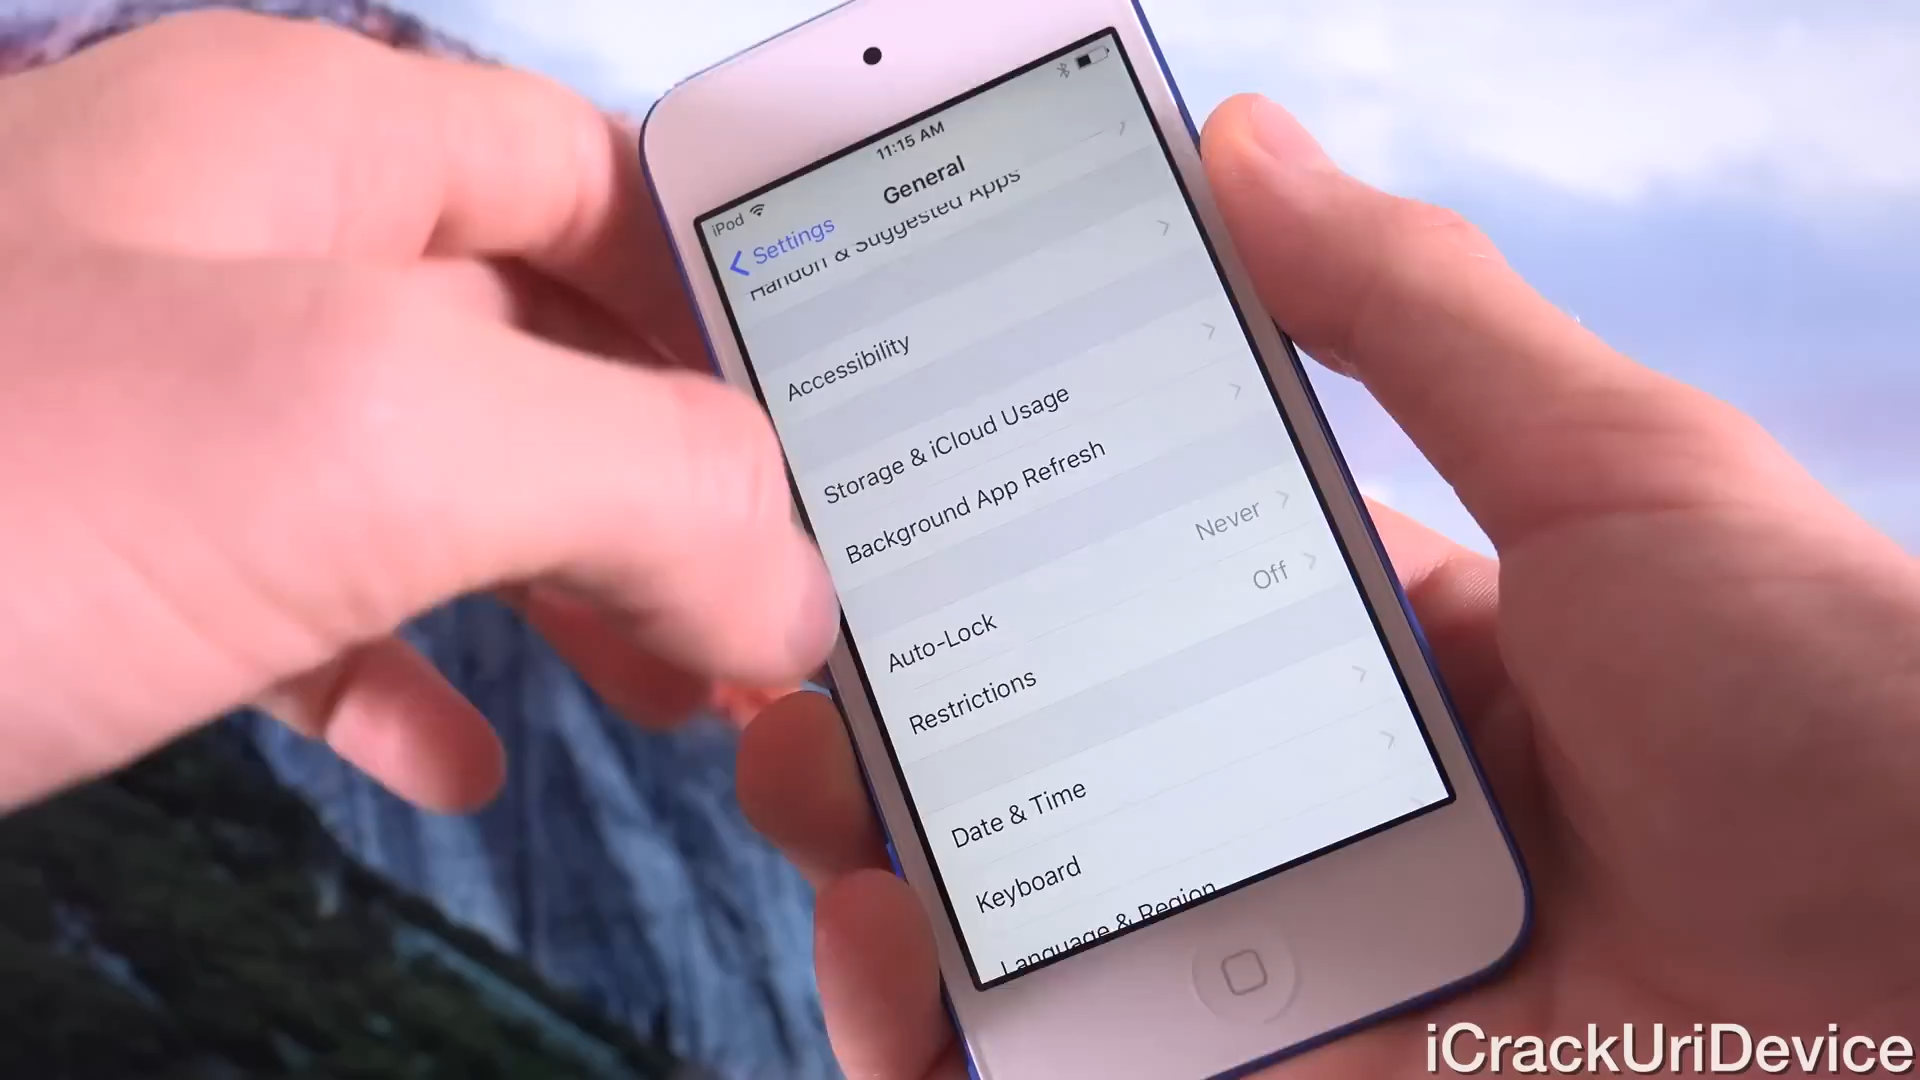 iPod
11:15 AM
Settings
General
Handoff & Suggested Apps
Accessibility
Storage & iCloud Usage
Background App Refresh
Auto-Lock Never
Restrictions Off
Date & Time
Keyboard
Language & Region
iCrackUriDevice